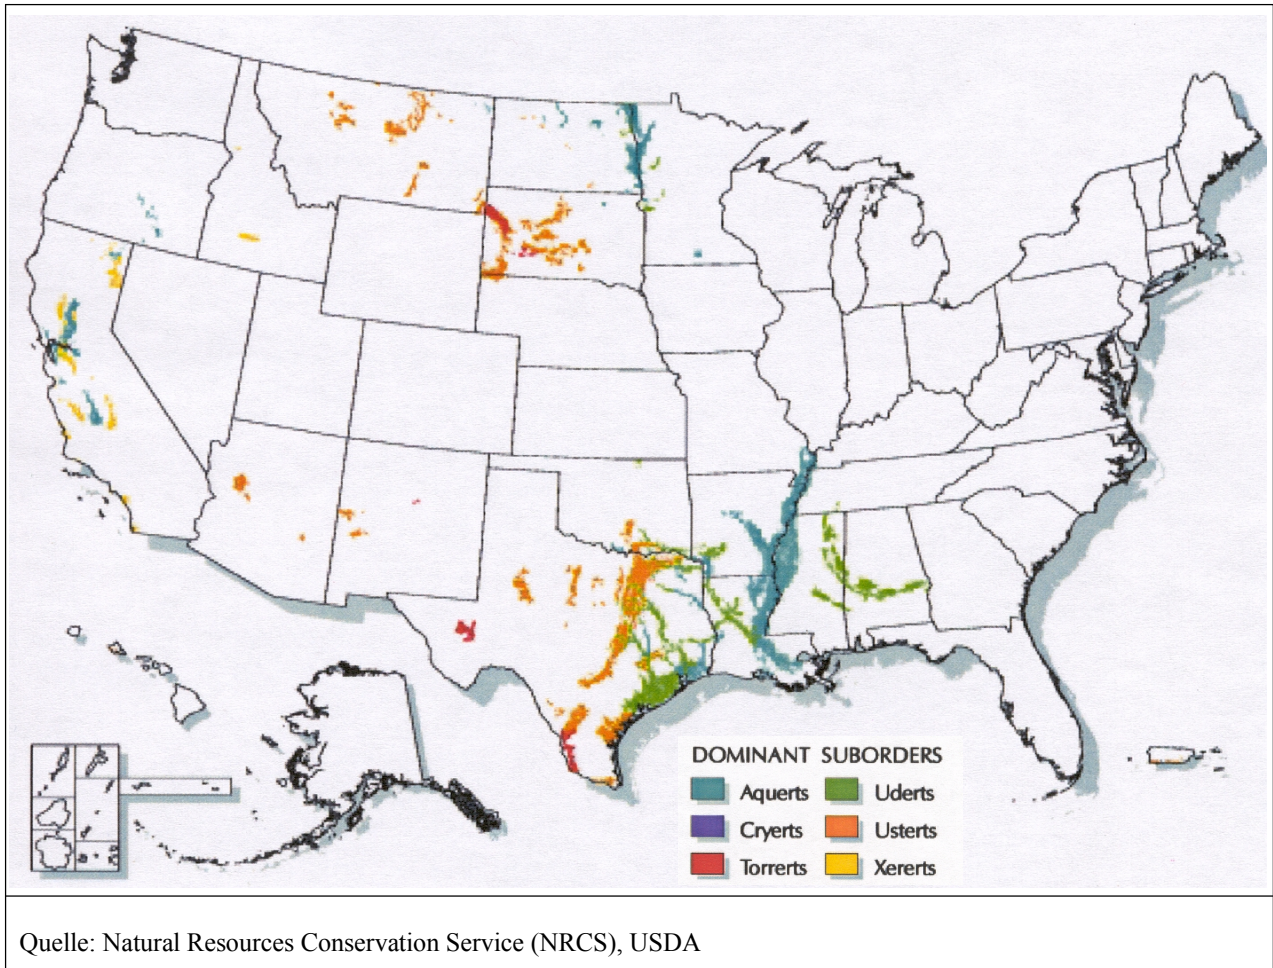 DOMINANT SUBORDERS
Aquerts Uderts
Cryerts Usterts
Torrerts Xererts
Quelle: Natural Resources Conservation Service (NRCS), USDA